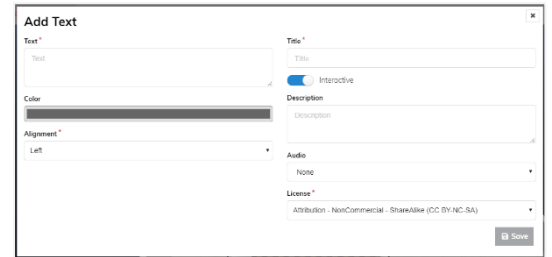 Add Text
×
Text *
Text
Color
Alignment *
Left
Title *
Title
Interactive
Description
Description
Audio
None
License *
Attribution - NonCommercial - ShareAlike (CC BY-NC-SA)
Save